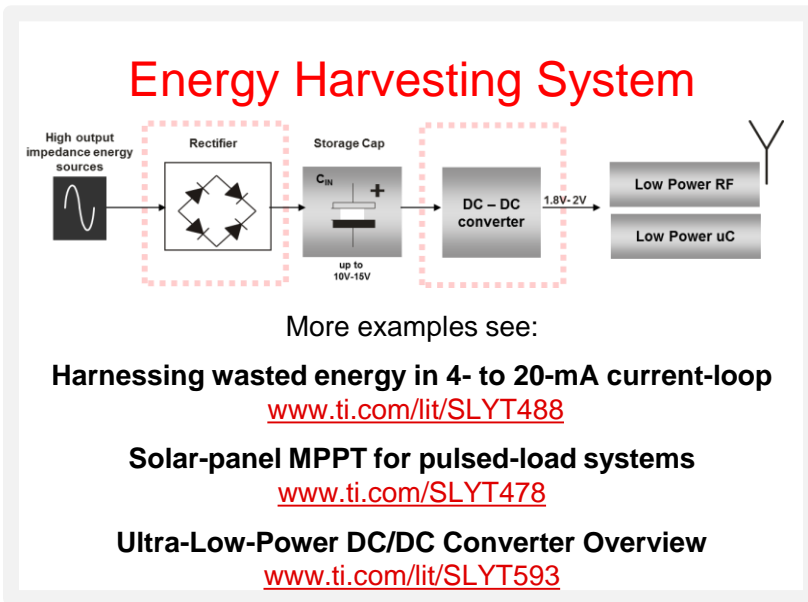 Energy Harvesting System
High output
impedance energy
sources
Rectifier
Storage Cap
CIN
+
up to
10V-15V
DC – DC
converter
1.8V- 2V
Low Power RF
Low Power uC
More examples see:
Harnessing wasted energy in 4- to 20-mA current-loop
www.ti.com/lit/SLYT488
Solar-panel MPPT for pulsed-load systems
www.ti.com/SLYT478
Ultra-Low-Power DC/DC Converter Overview
www.ti.com/lit/SLYT593